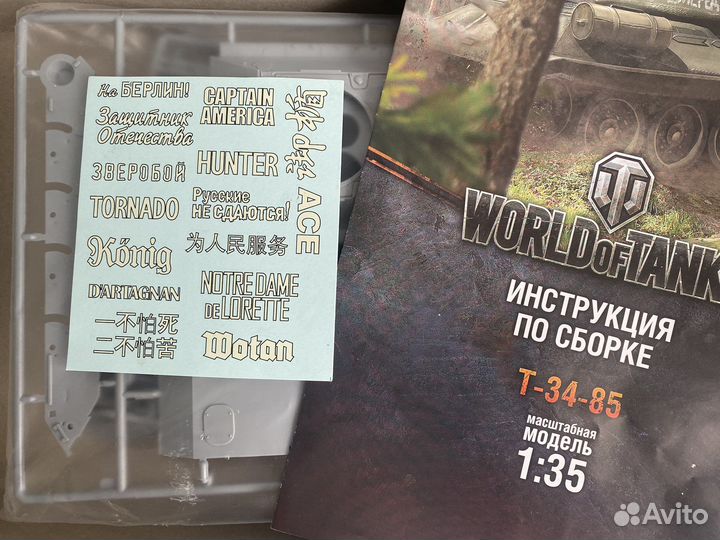 На БЕРЛИН!
Защитник
Отечества
ЗВЕРОБОЙ
TORNADO
König
D'ARTAGNAN
一不怕死
二不怕苦
CAPTAIN
AMERICA
HUNTER
Русские
НЕ СДАЮТСЯ!
为人民服务
NOTRE DAME
DE LORETTE
Wotan
ACE
WORLD OF TANK
ИНСТРУКЦИЯ
ПО СБОРКЕ
Т-34-85
масштабная
модель
1:35
Avito